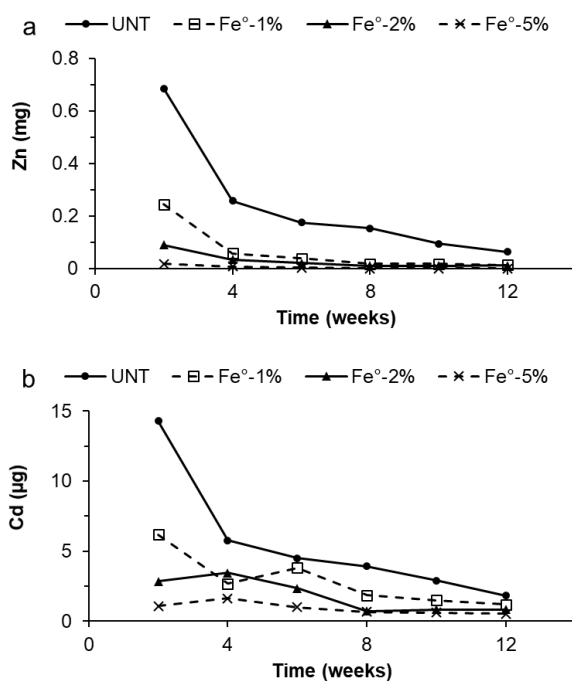 a
UNT Fe°-1% Fe°-2% Fe°-5%
0.8
0.6
0.4
0.2
0
Zn (mg)
0 4 8 12
Time (weeks)
b
UNT Fe°-1% Fe°-2% Fe°-5%
15
10
5
0
Cd (µg)
0 4 8 12
Time (weeks)